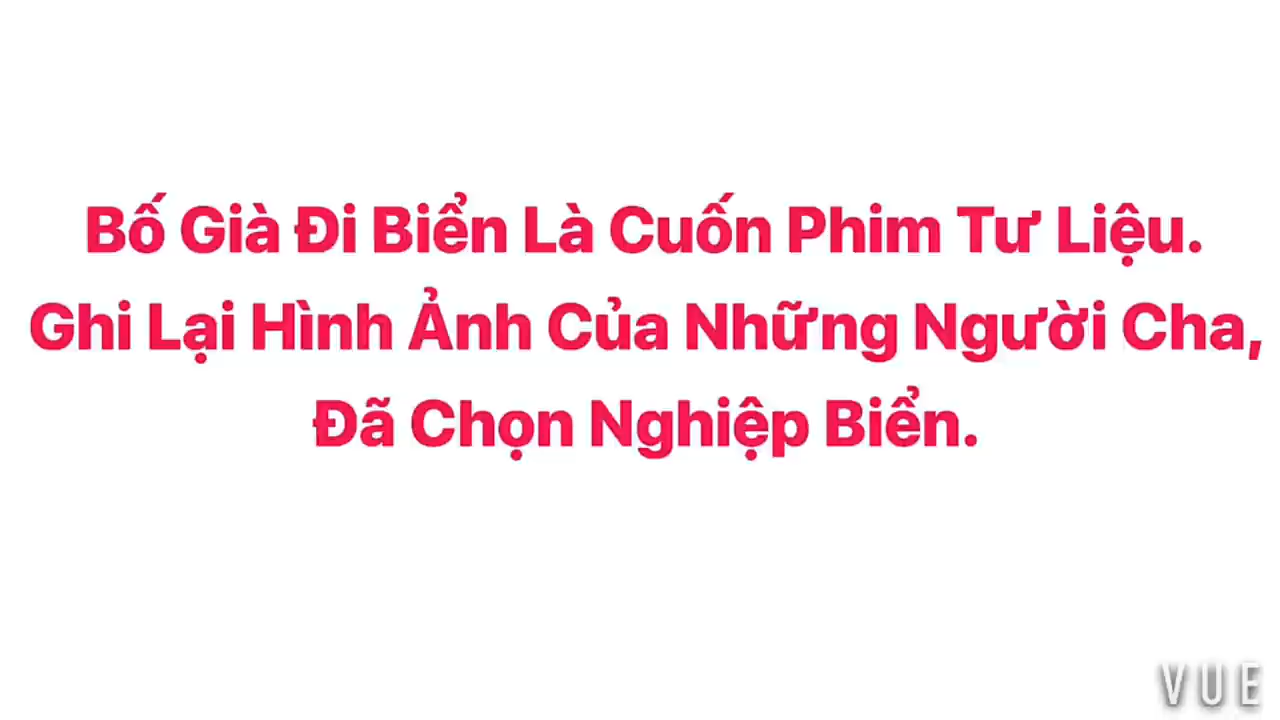 Bố Già Đi Biển Là Cuốn Phim Tư Liệu.
Ghi Lại Hình Ảnh Của Những Người Cha,
Đã Chọn Nghiệp Biển.
VUE